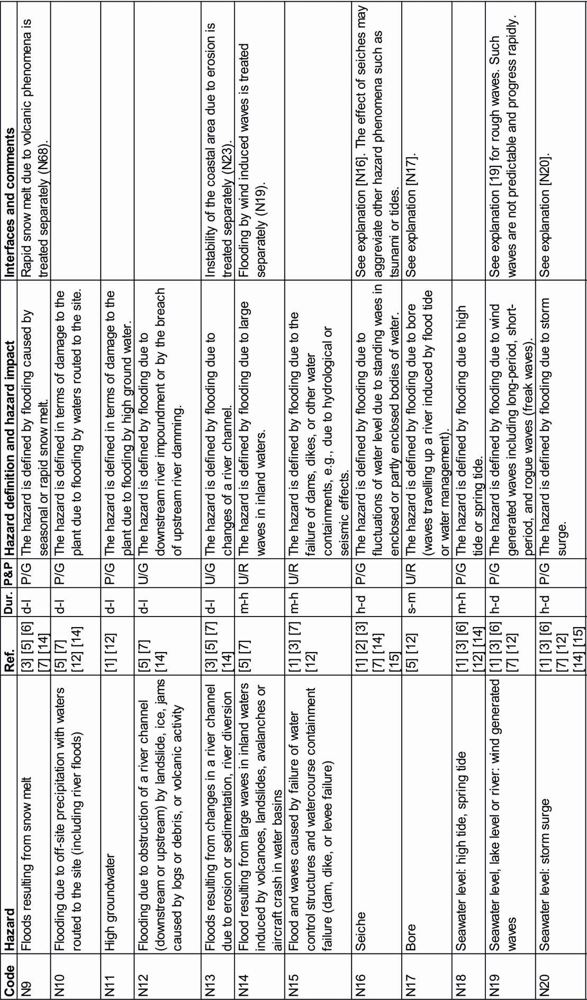 Code Hazard Ref. Dur. P&P Hazard definition and hazard impact Interfaces and comments
N9 Floods resulting from snow melt [3] [5] [6] d-l P/G The hazard is defined by flooding caused by Rapid snow melt due to volcanic phenomena is
[7] [14] seasonal or rapid snow melt. treated separately (N68).
N10 Flooding due to off-site precipitation with waters [5] [7] d-l P/G The hazard is defined in terms of damage to the
routed to the site (including river floods) [12] [14] plant due to flooding by waters routed to the site.
N11 High groundwater [1] [12] d-l P/G The hazard is defined in terms of damage to the
plant due to flooding by high ground water.
N12 Flooding due to obstruction of a river channel [5] [7] d-l U/G The hazard is defined by flooding due to
(downstream or upstream) by landslide, ice, jams [14] downstream river impoundment or by the breach
caused by logs or debris, or volcanic activity of upstream river damming.
N13 Floods resulting from changes in a river channel [3] [5] [7] d-l U/G The hazard is defined by flooding due to Instability of the coastal area due to erosion is
due to erosion or sedimentation, river diversion [14] changes of a river channel. treated separately (N23).
N14 Flood resulting from large waves in inland waters [5] [7] m-h U/R The hazard is defined by flooding due to large Flooding by wind induced waves is treated
induced by volcanoes, landslides, avalanches or waves in inland waters. separately (N19).
aircraft crash in water basins
N15 Flood and waves caused by failure of water [1] [3] [7] m-h U/R The hazard is defined by flooding due to the
control structures and watercourse containment [12] failure of dams, dikes, or other water
failure (dam, dike, or levee failure) containments, e.g., due to hydrological or
seismic effects.
N16 Seiche [1] [2] [3] h-d P/G The hazard is defined by flooding due to See explanation [N16]. The effect of seiches may
[7] [14] fluctuations of water level due to standing waes in aggreviate other hazard phenomena such as
[15] enclosed or partly enclosed bodies of water. tsunami or tides.
N17 Bore [5] [12] s-m U/R The hazard is defined by flooding due to bore See explanation [N17].
(waves travelling up a river induced by flood tide
or water management).
N18 Seawater level: high tide, spring tide [1] [3] [6] m-h P/G The hazard is defined by flooding due to high
[12] [14] tide or spring tide.
N19 Seawater level, lake level or river: wind generated [1] [3] [6] h-d P/G The hazard is defined by flooding due to wind See explanation [19] for rough waves. Such
waves [7] [12] generated waves including long-period, short- waves are not predictable and progress rapidly.
period, and rogue waves (freak waves).
N20 Seawater level: storm surge [1] [3] [6] h-d P/G The hazard is defined by flooding due to storm See explanation [N20].
[7] [12] surge.
[14] [15]